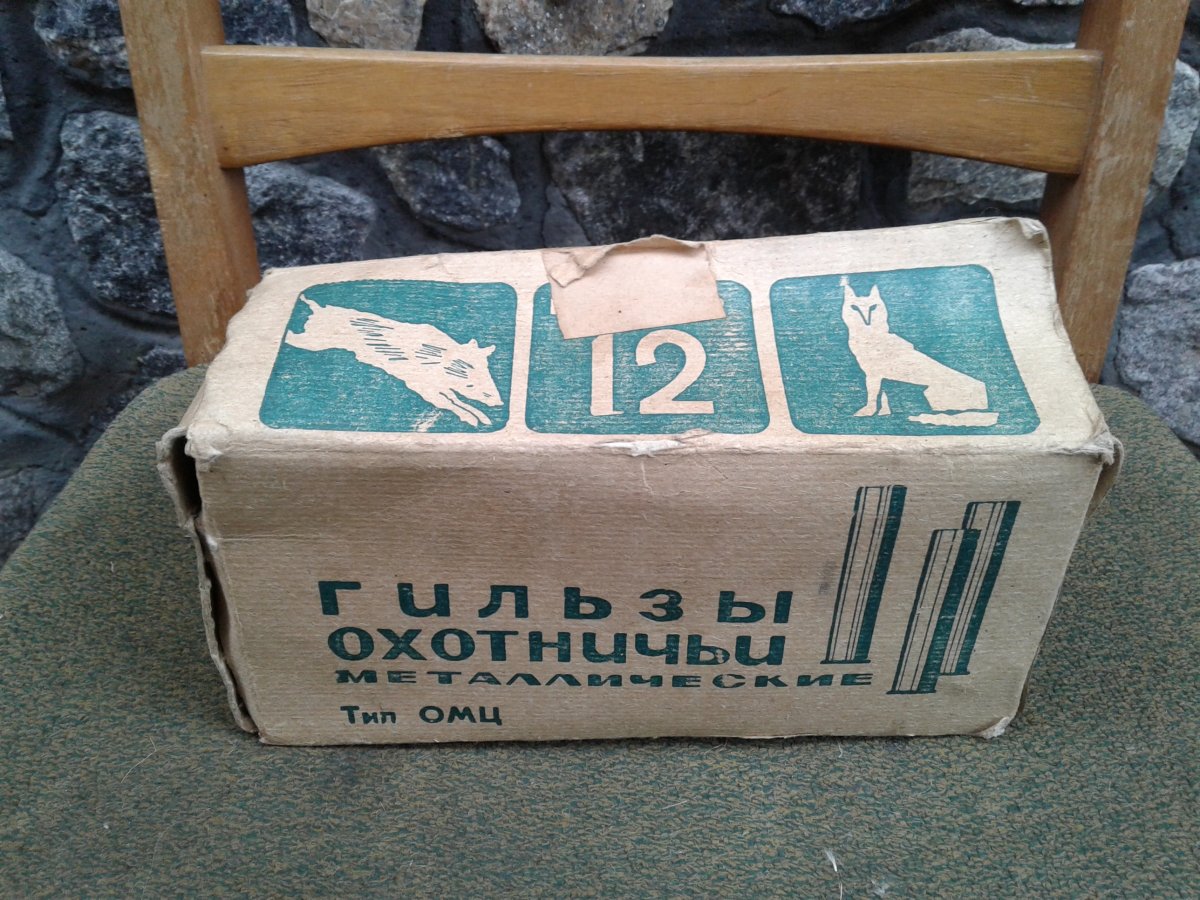 12
ГИЛЬЗЫ
ОХОТНИЧЬИ
МЕТАЛЛИЧЕСКИЕ
Тип ОМЦ